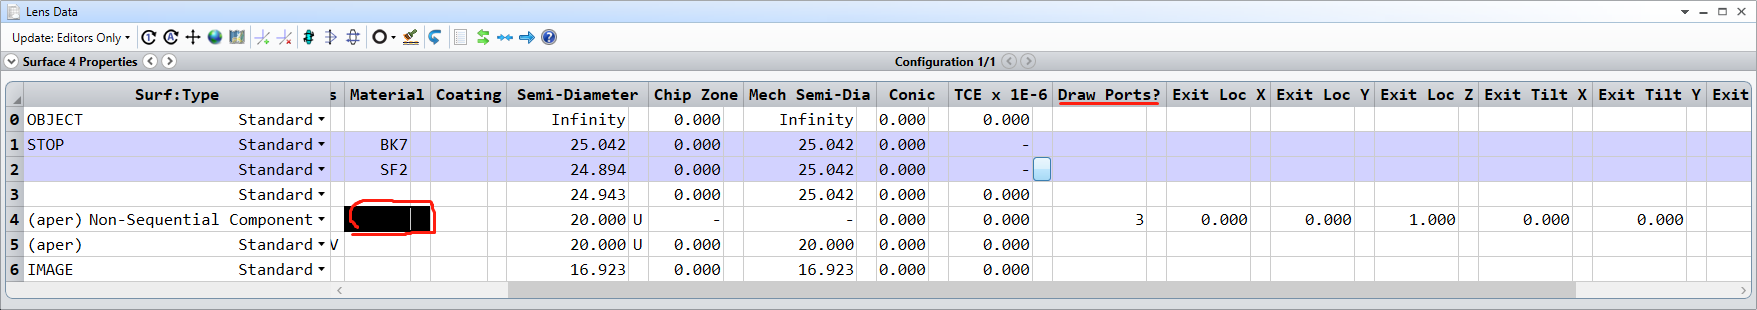 Lens Data
Update: Editors Only
Surface 4 Properties Configuration 1/1
Surf:Type s Material Coating Semi-Diameter Chip Zone Mech Semi-Dia Conic TCE x 1E-6 Draw Ports? Exit Loc X Exit Loc Y Exit Loc Z Exit Tilt X Exit Tilt Y Exit
0 OBJECT Standard Infinity 0.000 Infinity 0.000 0.000
1 STOP Standard BK7 25.042 0.000 25.042 0.000 -
2 Standard SF2 24.894 0.000 25.042 0.000 -
3 Standard 24.943 0.000 25.042 0.000 0.000
4 (aper) Non-Sequential Component 20.000 U - - 0.000 0.000 3 0.000 0.000 1.000 0.000 0.000
5 (aper) Standard V 20.000 U 0.000 20.000 0.000 0.000
6 IMAGE Standard 16.923 0.000 16.923 0.000 0.000